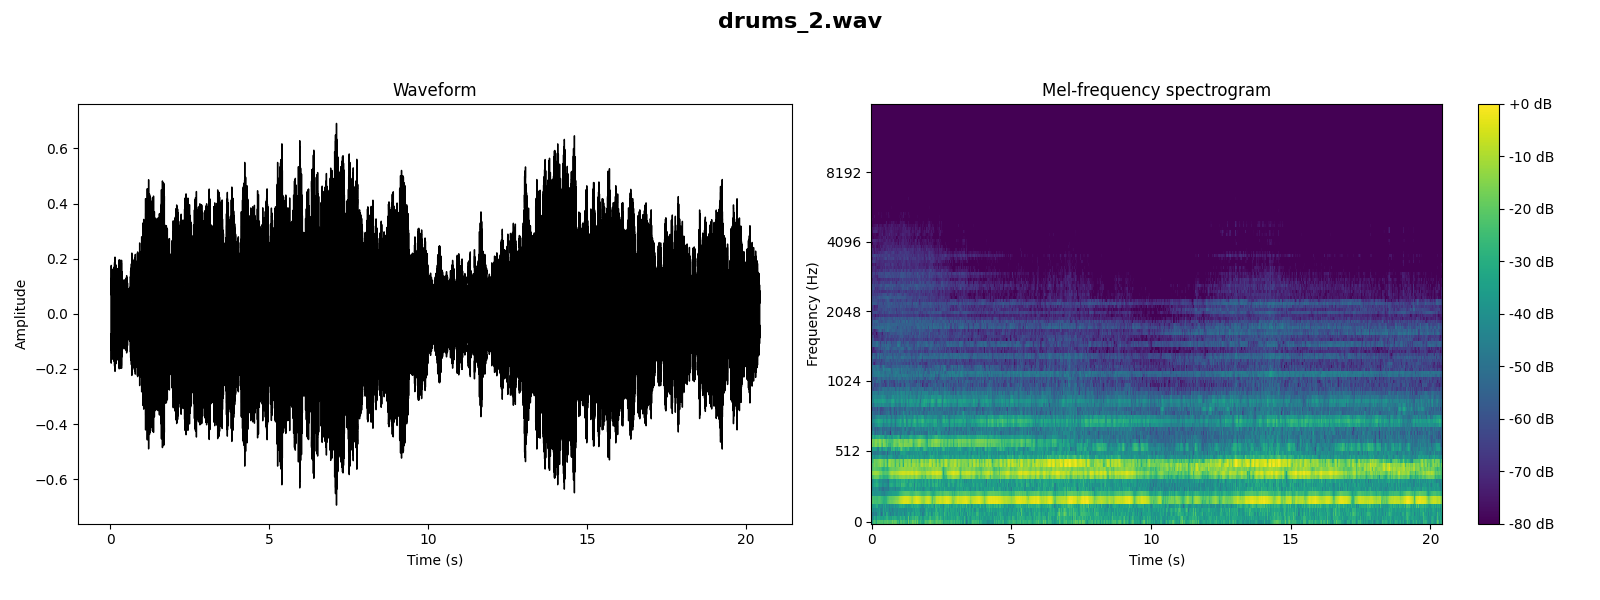 drums_2.wav
Waveform
Amplitude
0.6
0.4
0.2
0.0
−0.2
−0.4
−0.6
0 5 10 15 20
Time (s)
Mel-frequency spectrogram
Frequency (Hz)
8192
4096
2048
1024
512
0
0 5 10 15 20
Time (s)
+0 dB
-10 dB
-20 dB
-30 dB
-40 dB
-50 dB
-60 dB
-70 dB
-80 dB